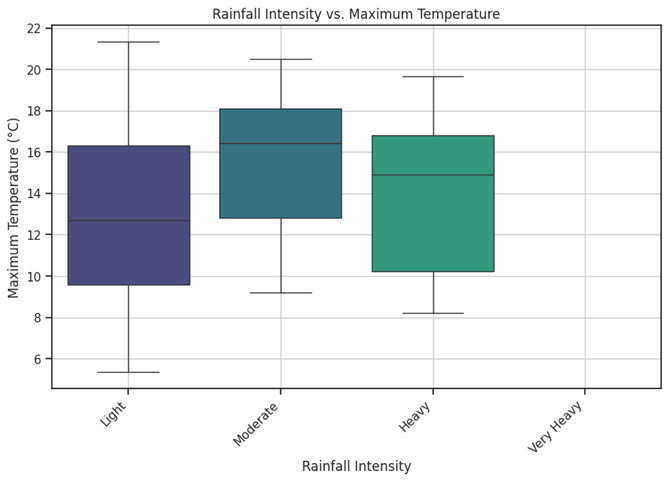 Rainfall Intensity vs. Maximum Temperature
22
20
18
16
14
12
10
8
6
Maximum Temperature (°C)
Light
Moderate
Heavy
Very Heavy
Rainfall Intensity